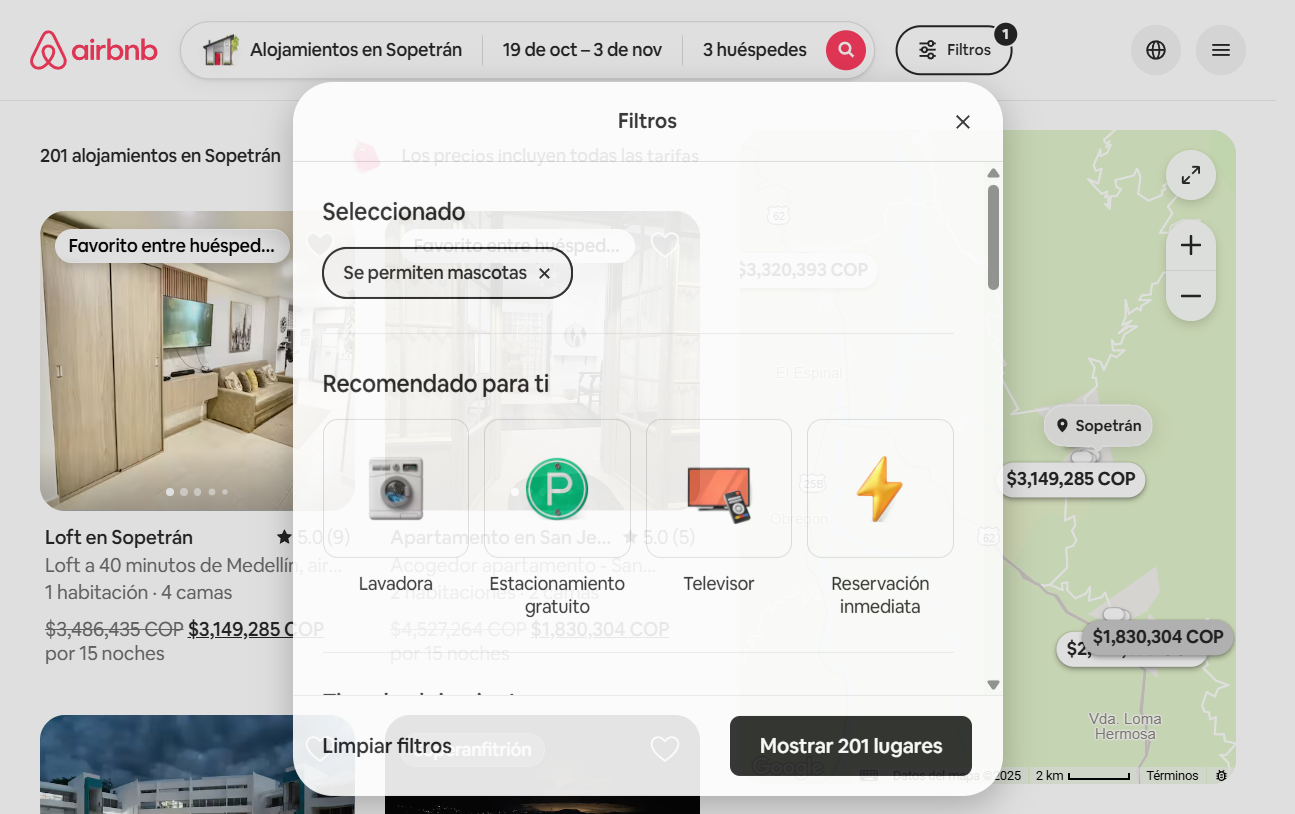 airbnb
Alojamientos en Sopetrán
19 de oct – 3 de nov
3 huéspedes
Filtros
1
201 alojamientos en Sopetrán
Los precios incluyen todas las tarifas
Filtros
Seleccionado
Se permiten mascotas
Recomendado para ti
Lavadora
Estacionamiento
gratuito
Televisor
Reservación
inmediata
Limpiar filtros
Mostrar 201 lugares
Favorito entre huésped...
Loft en Sopetrán
5.0 (9)
Loft a 40 minutos de Medellín, air...
1 habitación · 4 camas
$3,486,435 COP $3,149,285 COP
por 15 noches
Favorito entre huésped...
Apartamento en San Je...
5.0 (5)
Acogedor apartamento - San...
2 habitaciones · 2 camas
$4,527,264 COP $1,830,304 COP
por 15 noches
62
$3,320,393 COP
El Espinal
Sopetrán
$3,149,285 COP
25B
Obregón
62
$1,830,304 COP
$2,
Vda. Loma
Hermosa
Google
Datos del mapa ©2025
2 km
Términos